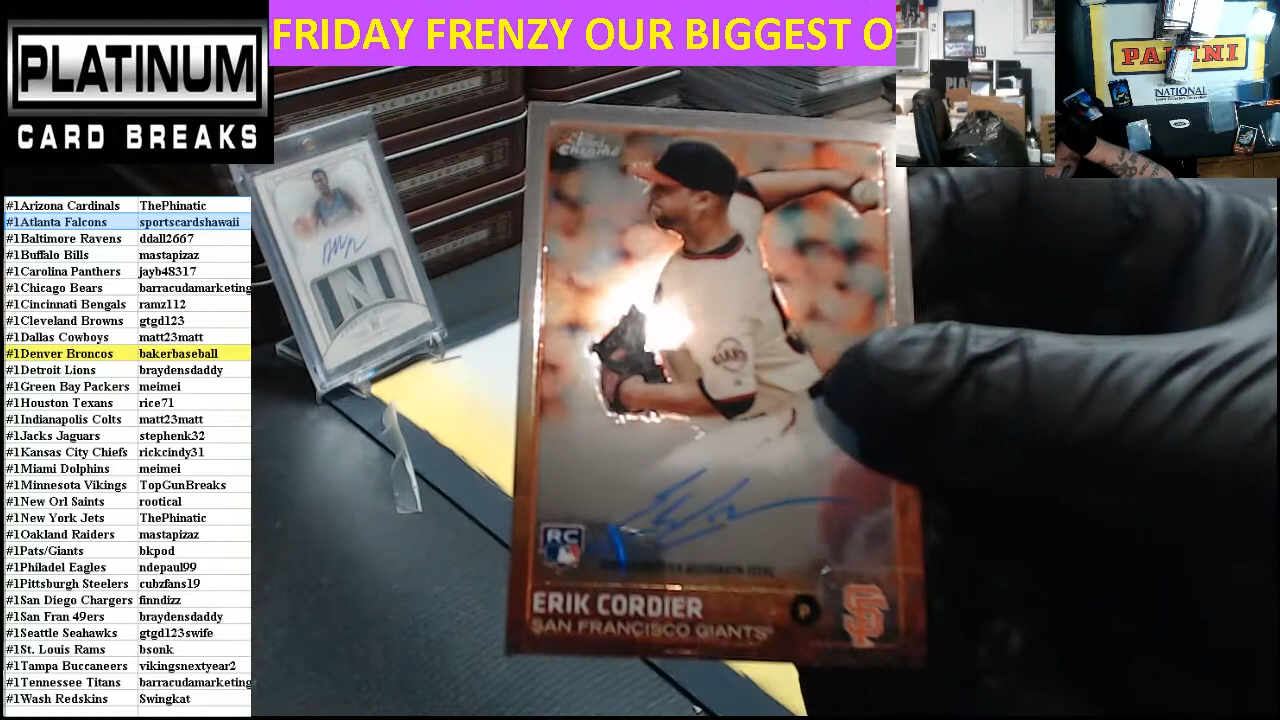 FRIDAY FRENZY OUR BIGGEST O
PLATINUM
CARD BREAKS
#1Arizona Cardinals ThePhinatic
#1Atlanta Falcons sportscardshawaii
#1Baltimore Ravens ddall2667
#1Buffalo Bills mastapizaz
#1Carolina Panthers jayb48317
#1Chicago Bears barracudamarketing
#1Cincinnati Bengals ramz112
#1Cleveland Browns gtgd123
#1Dallas Cowboys matt23matt
#1Denver Broncos bakerbaseball
#1Detroit Lions braydensdaddy
#1Green Bay Packers meimei
#1Houston Texans rice71
#1Indianapolis Colts matt23matt
#1Jacks Jaguars stephenk32
#1Kansas City Chiefs rickcindy31
#1Miami Dolphins meimei
#1Minnesota Vikings TopGunBreaks
#1New Orl Saints rootical
#1New York Jets ThePhinatic
#1Oakland Raiders mastapizaz
#1Pats/Giants bkpod
#1Philadel Eagles ndepaul99
#1Pittsburgh Steelers cubzfans19
#1San Diego Chargers finndizz
#1San Fran 49ers braydensdaddy
#1Seattle Seahawks gtgd123swife
#1St. Louis Rams bsonk
#1Tampa Buccaneers vikingsnextyear2
#1Tennessee Titans barracudamarketing
#1Wash Redskins Swingkat
N
Chrome
GIANTS
RC
ERIK CORDIER
P
SAN FRANCISCO GIANTS
SF
PANINI
NATIONAL